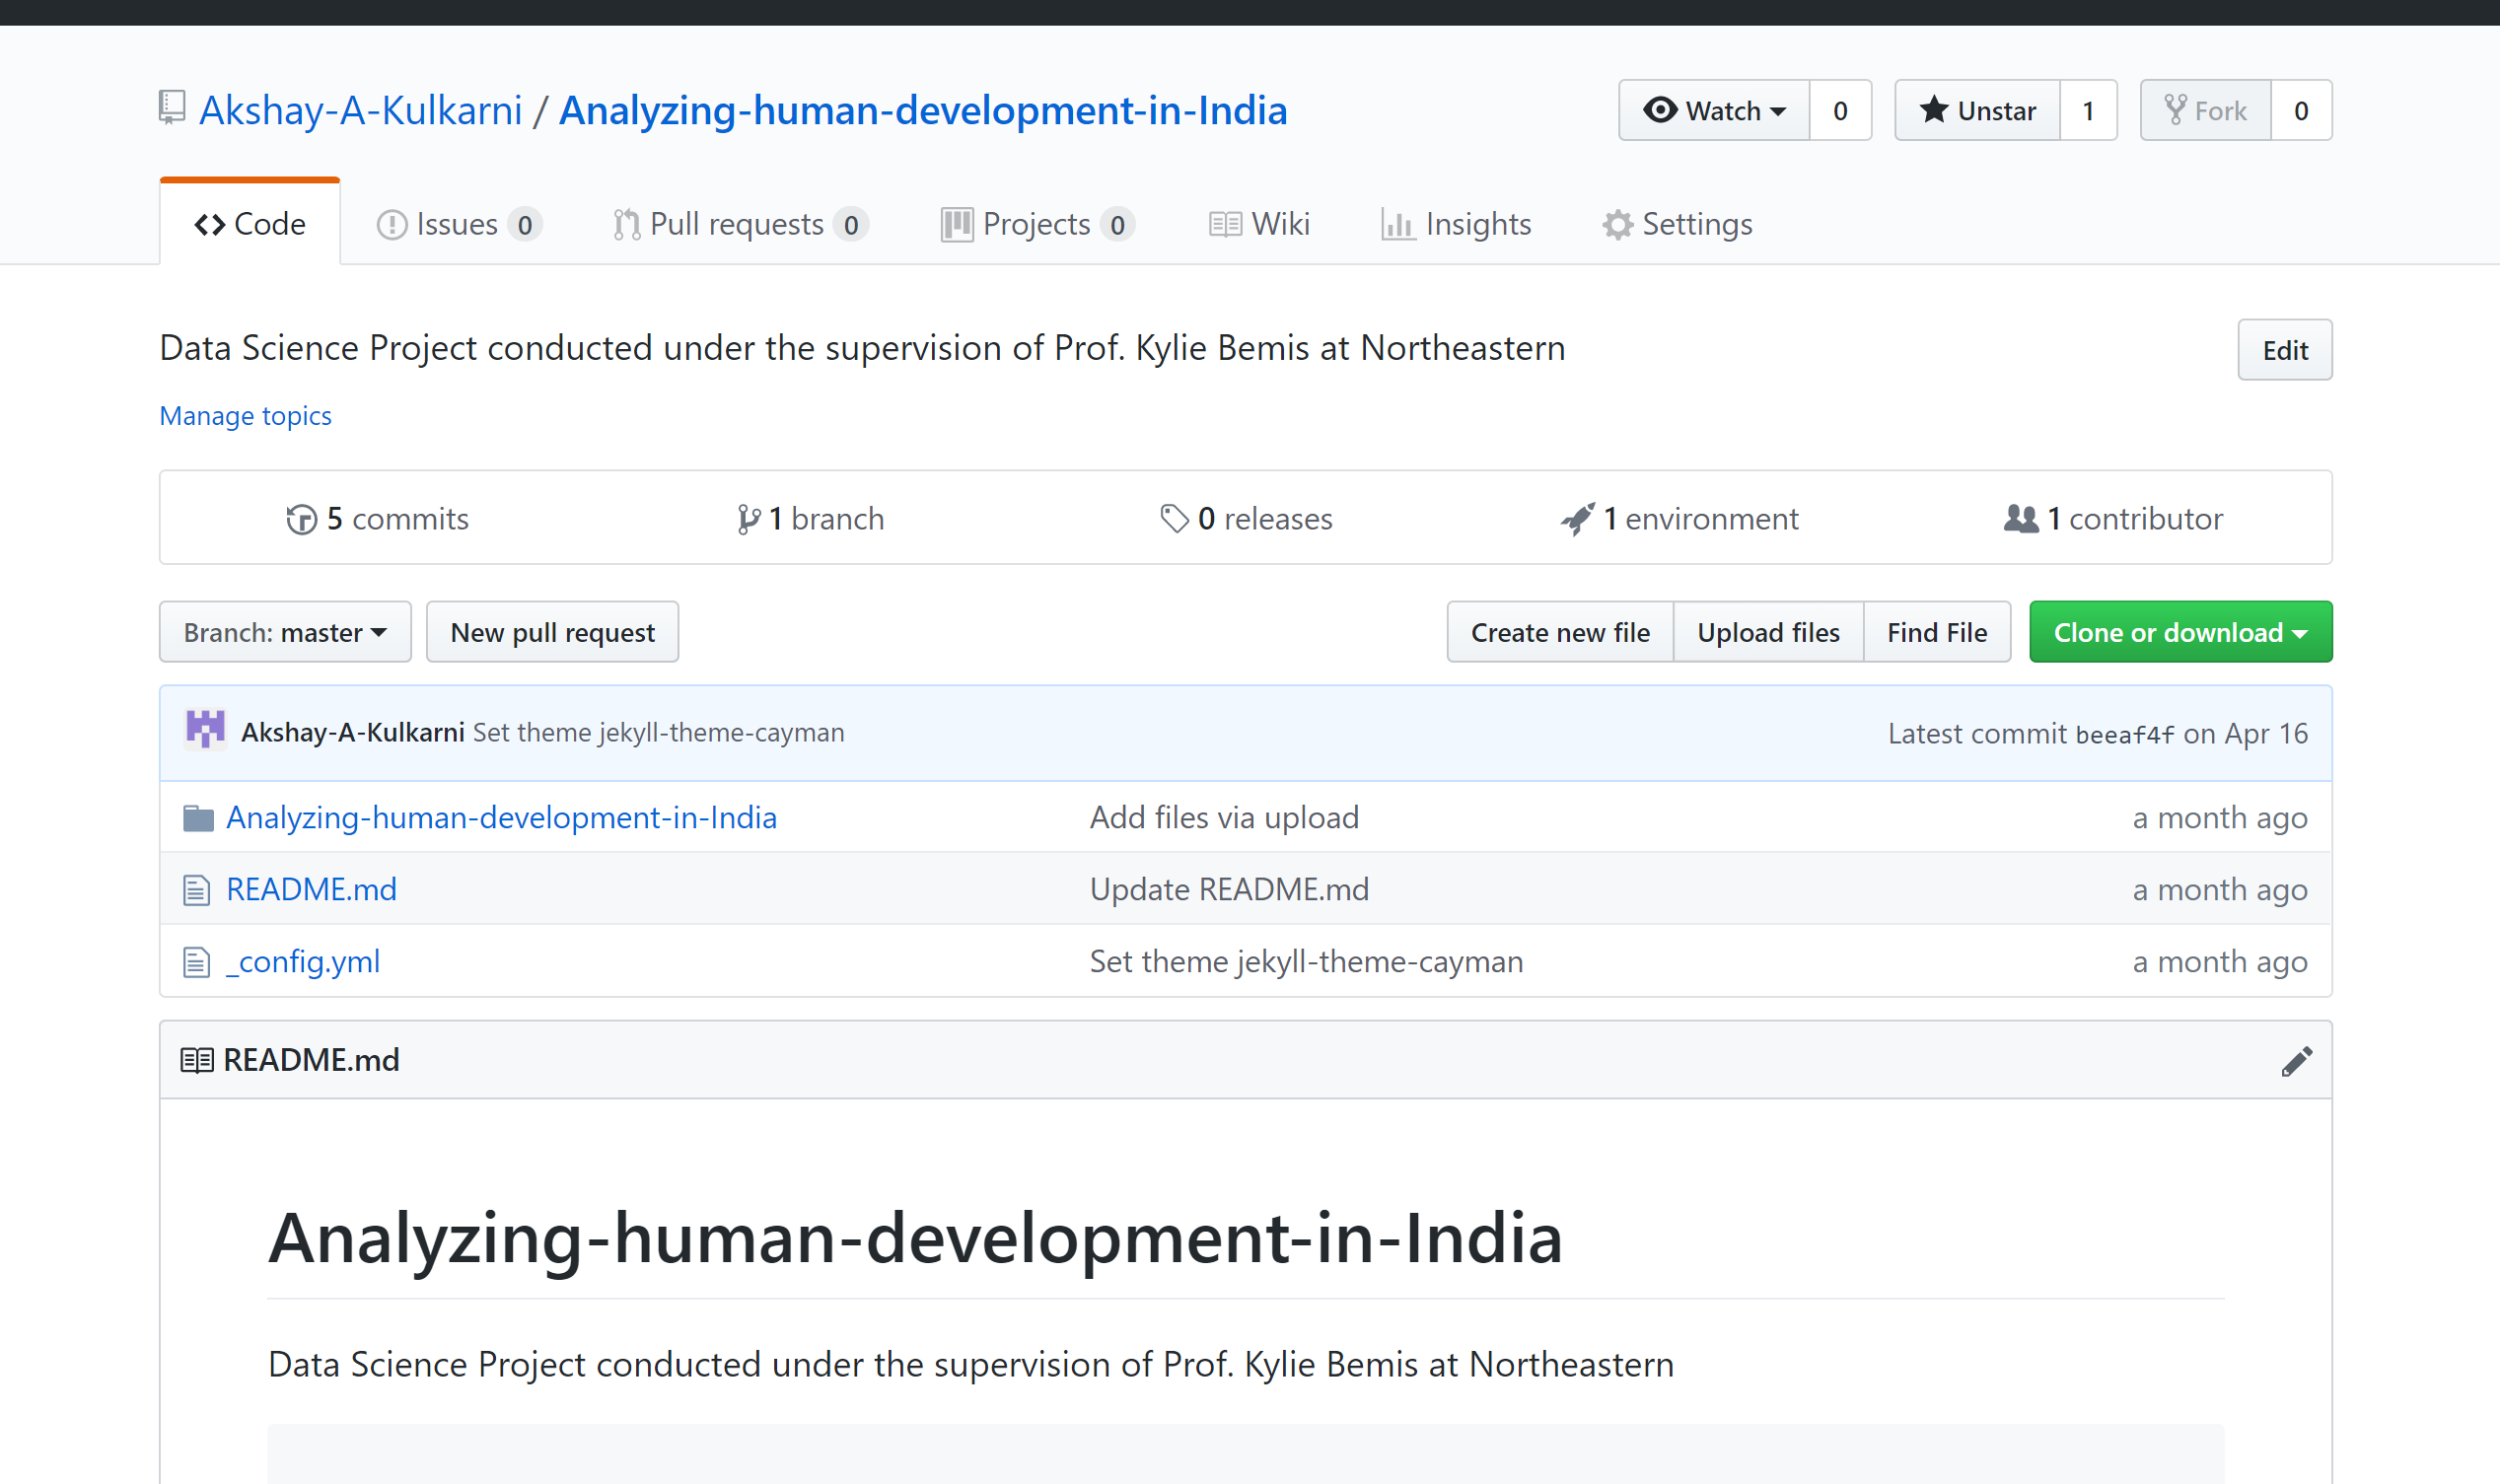 Akshay-A-Kulkarni / Analyzing-human-development-in-India
Watch 0 Unstar 1 Fork 0
Code Issues 0 Pull requests 0 Projects 0 Wiki Insights Settings
Data Science Project conducted under the supervision of Prof. Kylie Bemis at Northeastern Edit
Manage topics
5 commits 1 branch 0 releases 1 environment 1 contributor
Branch: master New pull request Create new file Upload files Find File Clone or download
Akshay-A-Kulkarni Set theme jekyll-theme-cayman Latest commit beeaf4f on Apr 16
Analyzing-human-development-in-India Add files via upload a month ago
README.md Update README.md a month ago
_config.yml Set theme jekyll-theme-cayman a month ago
README.md
Analyzing-human-development-in-India
Data Science Project conducted under the supervision of Prof. Kylie Bemis at Northeastern